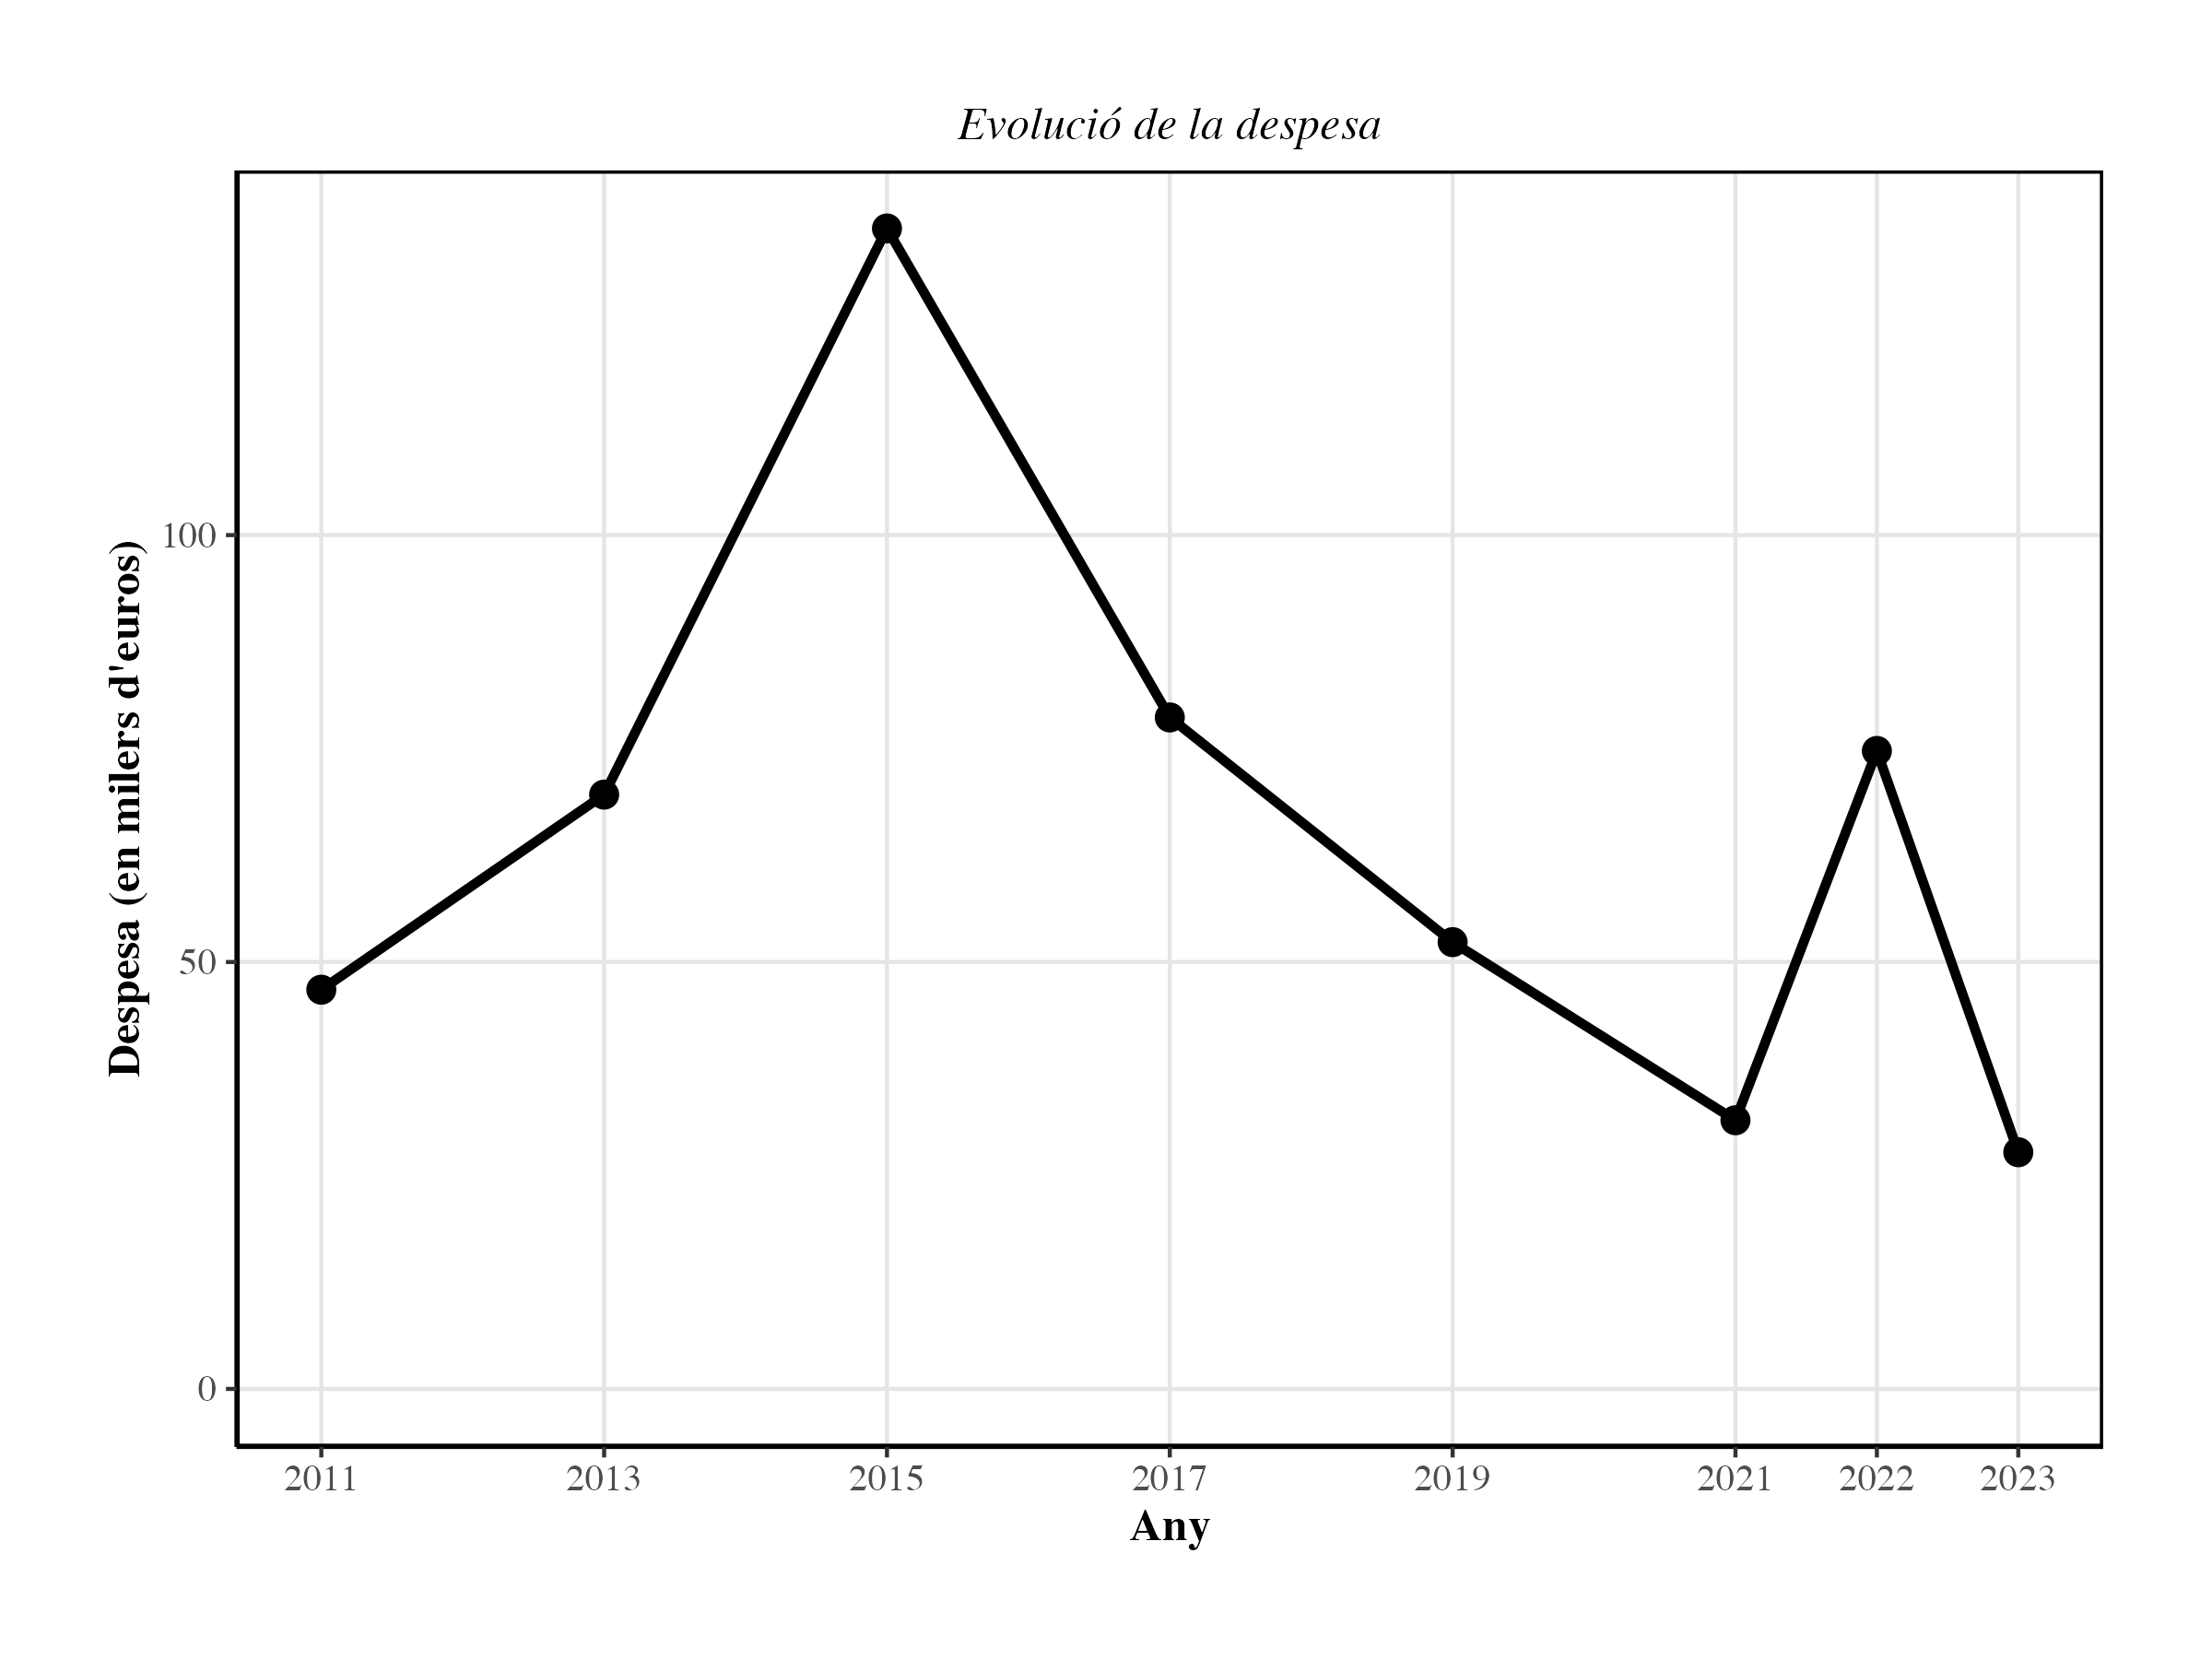 Evolució de la despesa
Despesa (en milers d'euros)
100
50
0
2011 2013 2015 2017 2019 2021 2022 2023
Any